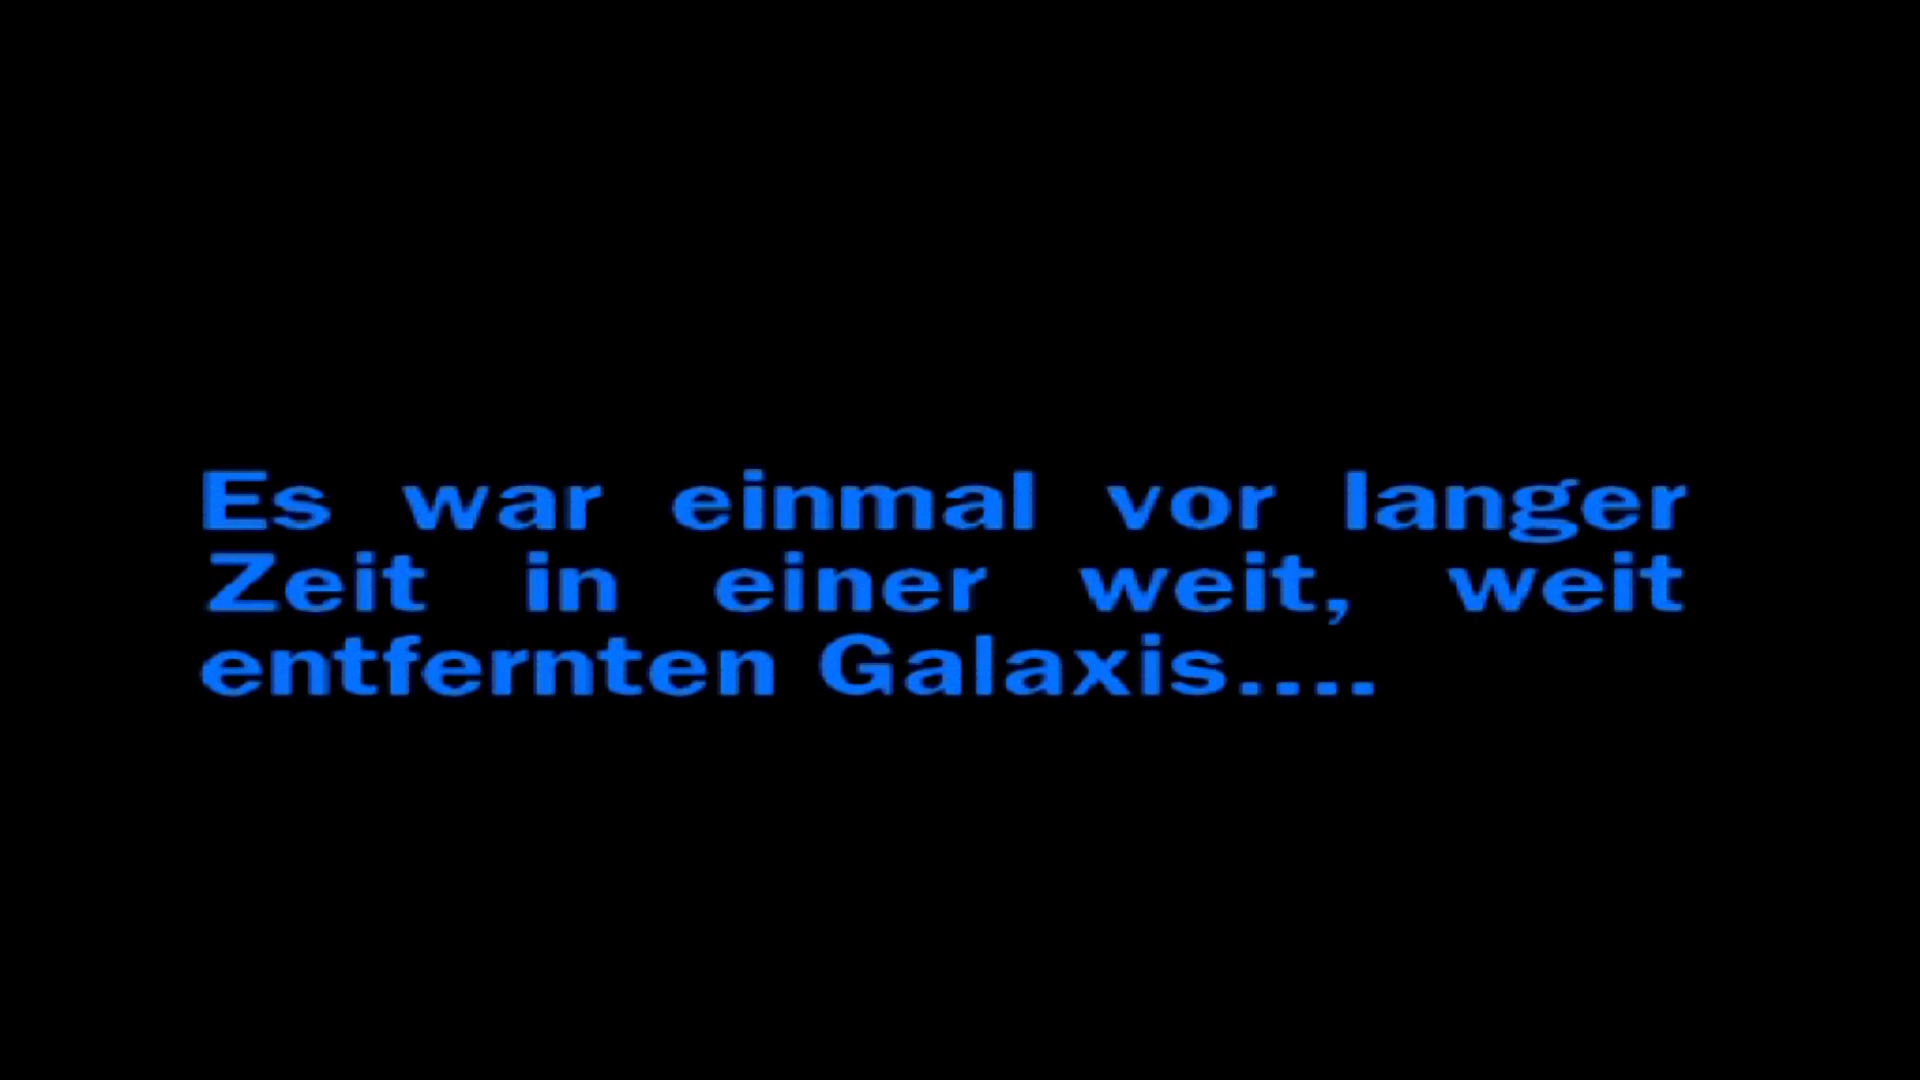 Es war einmal vor langer
Zeit in einer weit, weit
entfernten Galaxis....